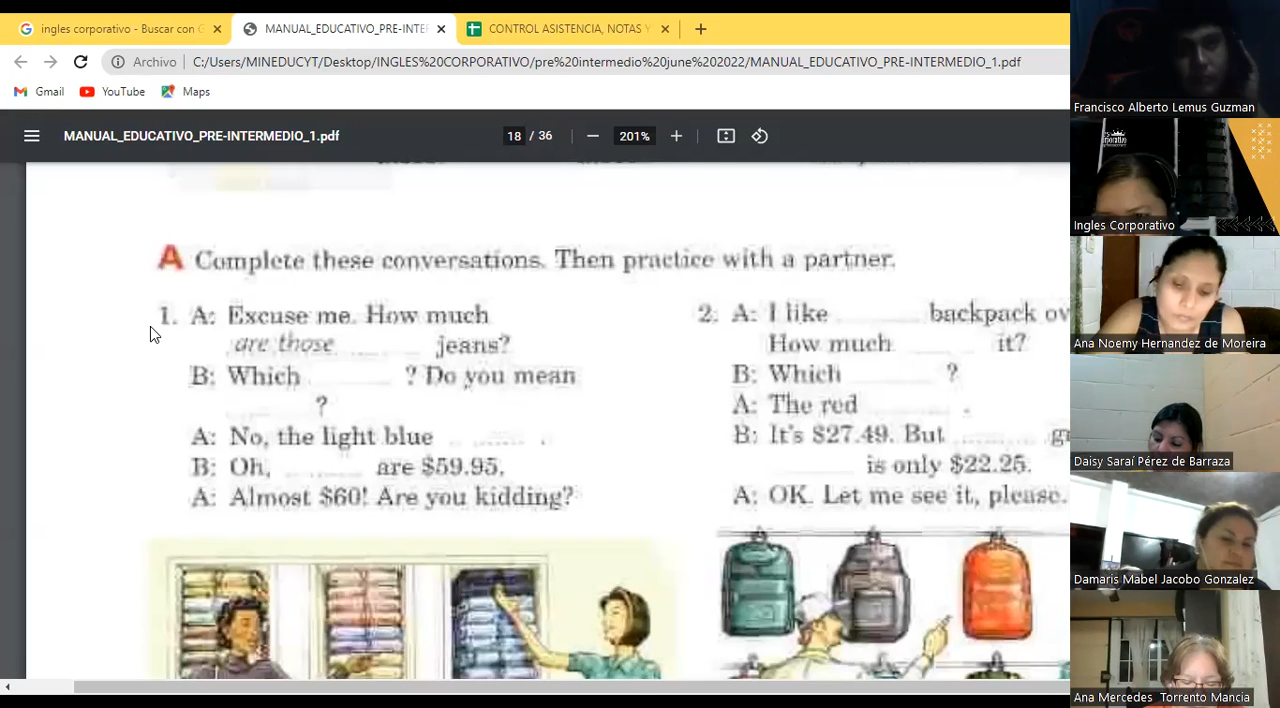 ingles corporativo - Buscar con G
MANUAL_EDUCATIVO_PRE-INTER
CONTROL ASISTENCIA, NOTAS Y
Archivo
C:/Users/MINEDUCYT/Desktop/INGLES%20CORPORATIVO/pre%20intermedio%20june%202022/MANUAL_EDUCATIVO_PRE-INTERMEDIO_1.pdf
Gmail
YouTube
Maps
MANUAL_EDUCATIVO_PRE-INTERMEDIO_1.pdf
18 / 36
201%
A Complete these conversations. Then practice with a partner.
1. A: Excuse me. How much
are those jeans?
B: Which ? Do you mean
?
A: No, the light blue .
B: Oh, are $59.95.
A: Almost $60! Are you kidding?
2. A: I like backpack ov
How much it?
B: Which ?
A: The red .
B: It's $27.49. But g
is only $22.25.
A: OK. Let me see it, please.
Francisco Alberto Lemus Guzman
Ingles Corporativo
Ana Noemy Hernandez de Moreira
Daisy Saraí Pérez de Barraza
Damaris Mabel Jacobo Gonzalez
Ana Mercedes Torrento Mancia